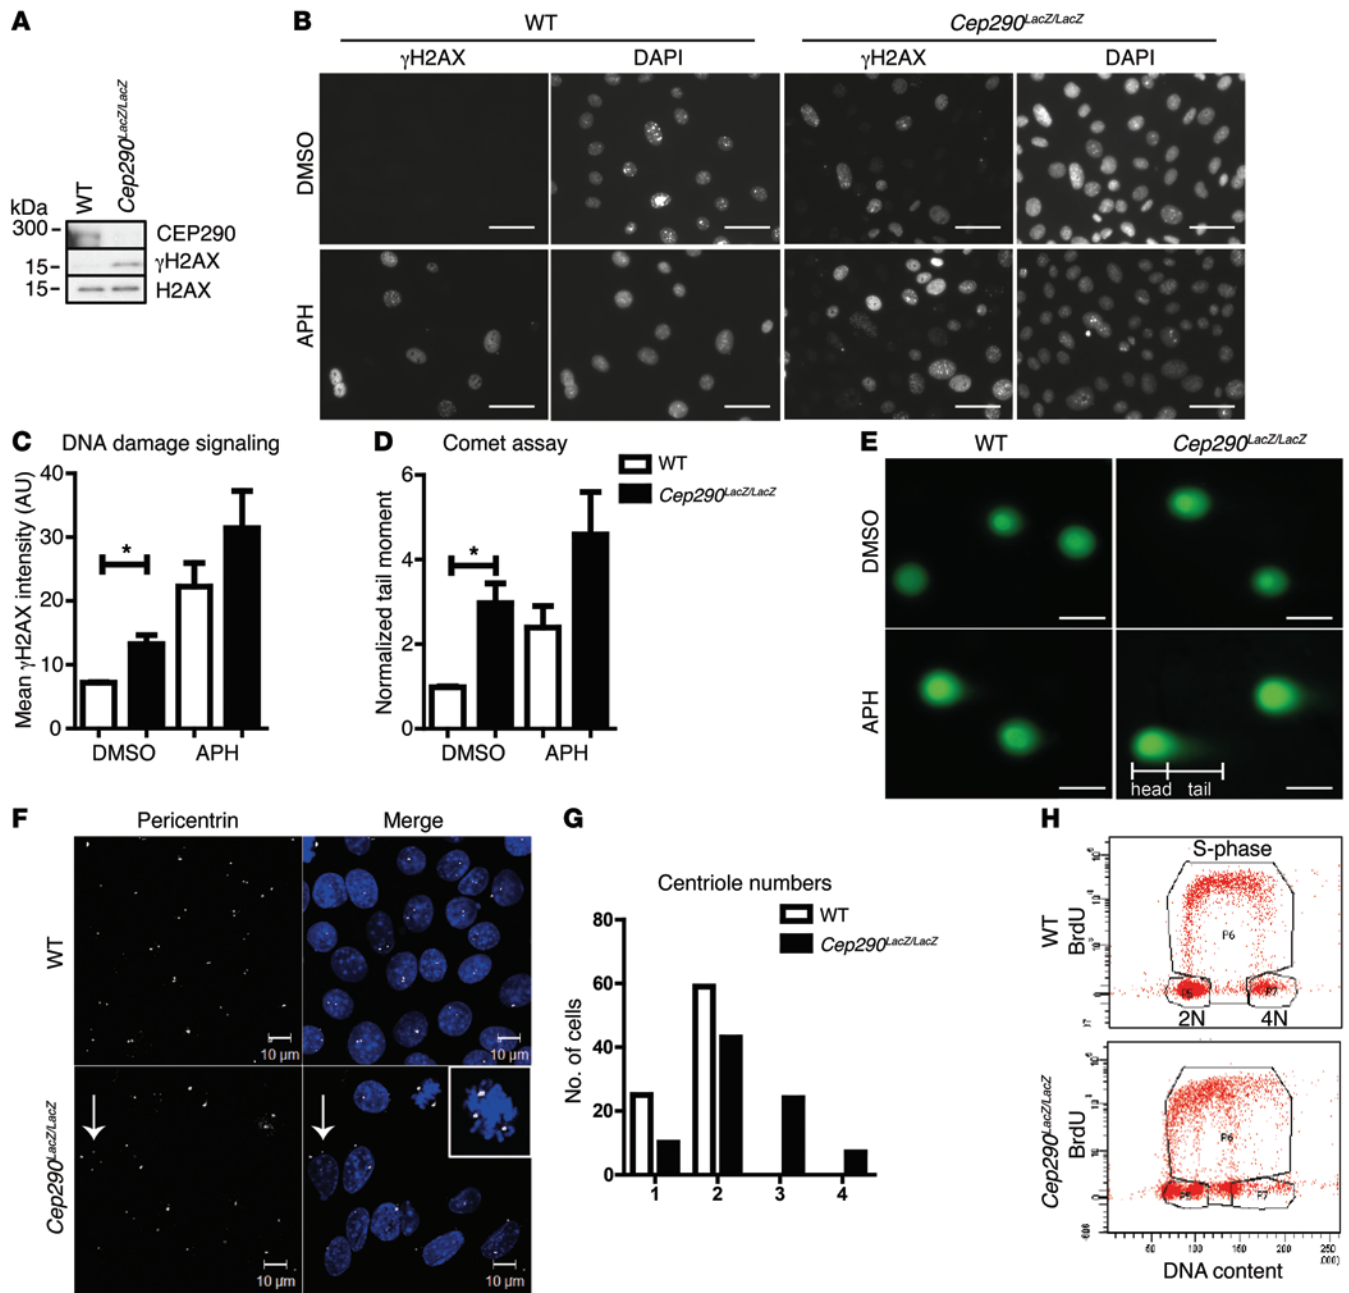 A
WT
Cep290LacZ/LacZ
kDa
300
CEP290
15
γH2AX
15
H2AX
B
WT
Cep290LacZ/LacZ
γH2AX
DAPI
γH2AX
DAPI
DMSO
APH
C
DNA damage signaling
Mean γH2AX intensity (AU)
40
30
20
10
0
*
DMSO
APH
D
Comet assay
Normalized tail moment
6
4
2
0
*
DMSO
APH
WT
Cep290LacZ/LacZ
E
WT
Cep290LacZ/LacZ
DMSO
APH
head
tail
F
Pericentrin
Merge
WT
10 µm
10 µm
Cep290LacZ/LacZ
10 µm
10 µm
G
Centriole numbers
WT
Cep290LacZ/LacZ
No. of cells
80
60
40
20
0
1
2
3
4
H
S-phase
WT
BrdU
P6
P7
2N
4N
Cep290LacZ/LacZ
BrdU
P6
P7
50
100
150
200
250
DNA content